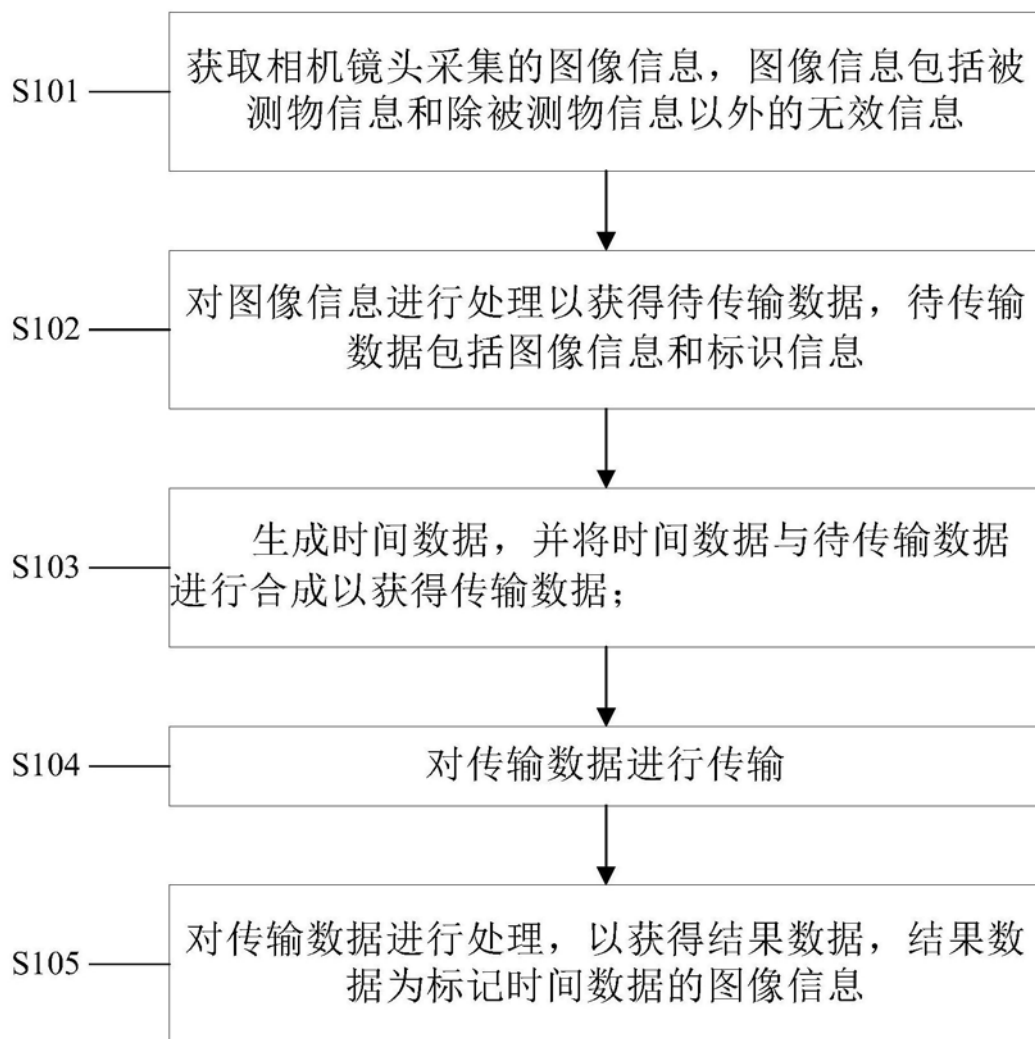 S101
获取相机镜头采集的图像信息，图像信息包括被
测物信息和除被测物信息以外的无效信息
S102
对图像信息进行处理以获得待传输数据，待传输
数据包括图像信息和标识信息
S103
生成时间数据，并将时间数据与待传输数据
进行合成以获得传输数据；
S104
对传输数据进行传输
S105
对传输数据进行处理，以获得结果数据，结果数
据为标记时间数据的图像信息